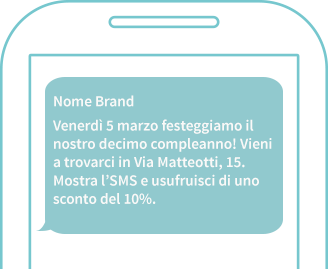 Nome Brand
Venerdì 5 marzo festeggiamo il
nostro decimo compleanno! Vieni
a trovarci in Via Matteotti, 15.
Mostra l'SMS e usufruisci di uno
sconto del 10%.